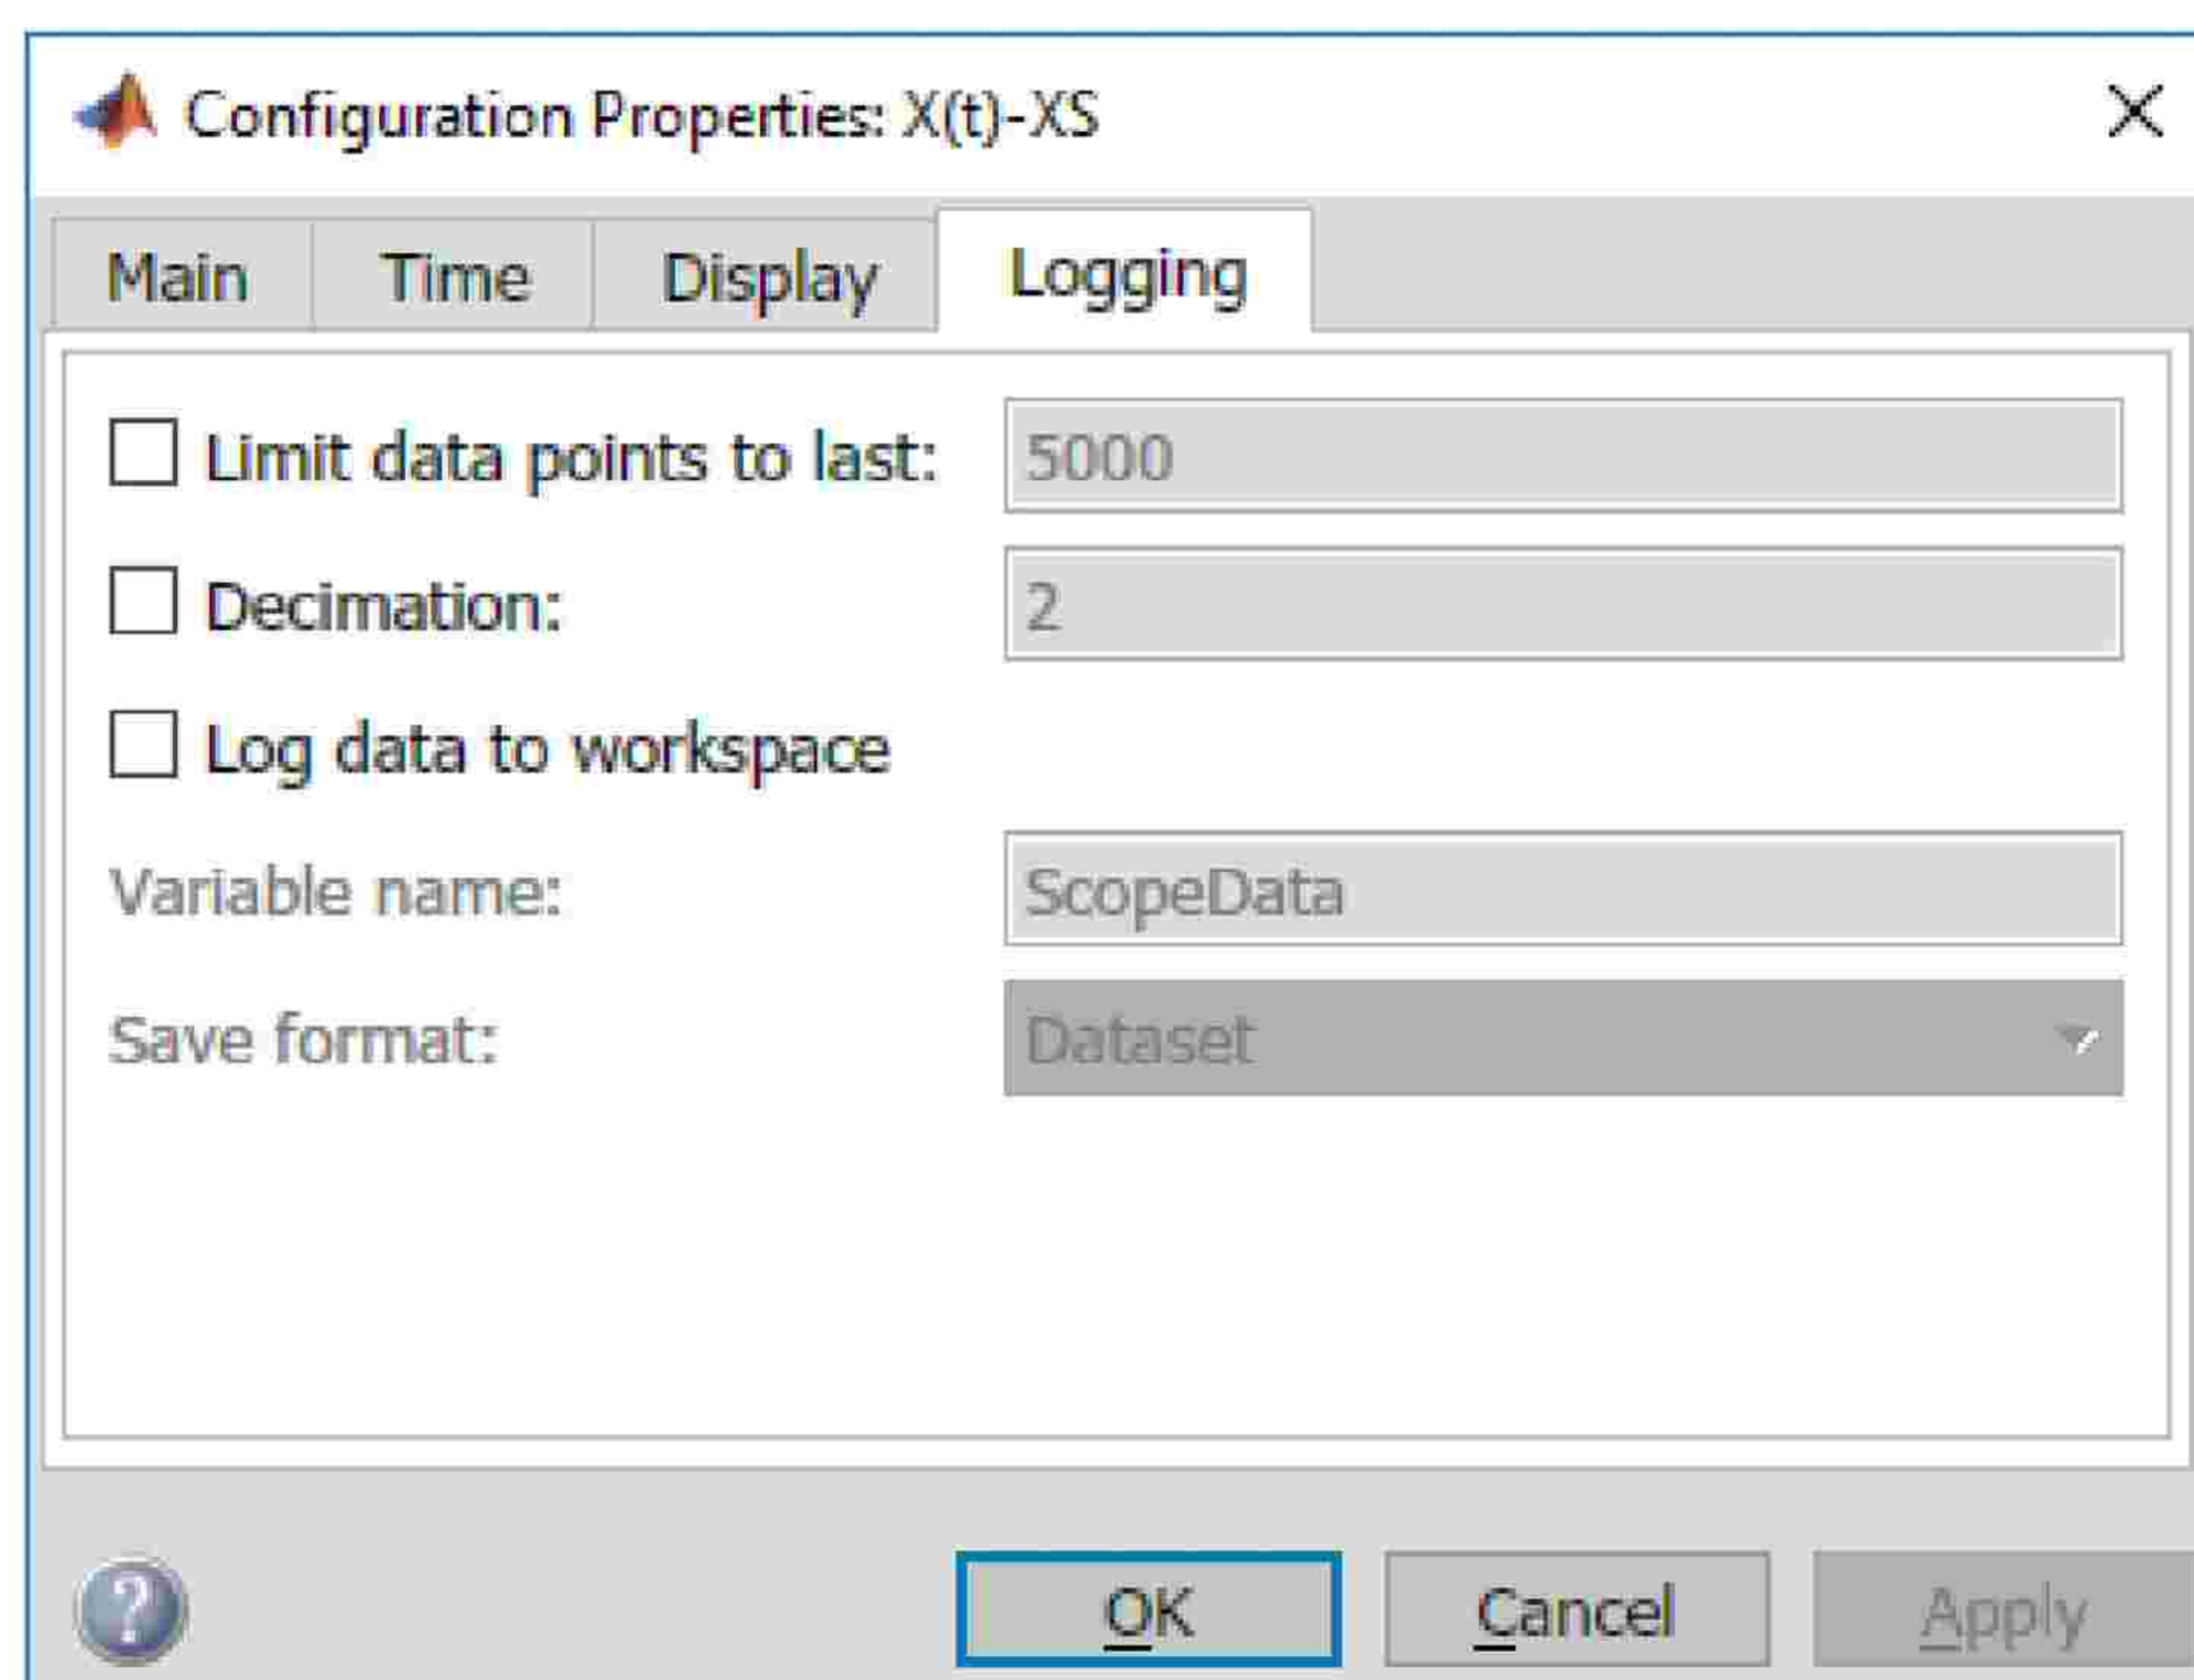 Configuration Properties: X(t)-XS
Main Time Display Logging
Limit data points to last: 5000
Decimation: 2
Log data to workspace
Variable name: ScopeData
Save format: Dataset
? OK Cancel Apply